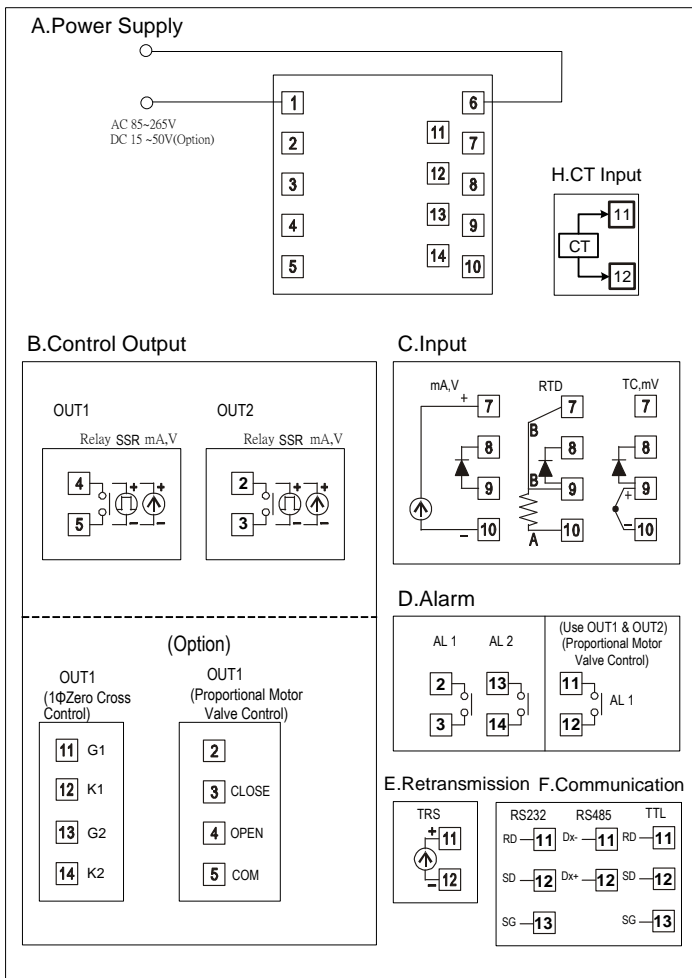 A.Power Supply
AC 85~265V
DC 15 ~50V(Option)
1 6
2 11 7
3 12 8
4 13 9
5 14 10
H.CT Input
11
CT
12
B.Control Output
OUT1
Relay SSR mA,V
4 + +
5 – –
OUT2
Relay SSR mA,V
2 + +
3 – –
(Option)
OUT1
(1ΦZero Cross
Control)
11 G1
12 K1
13 G2
14 K2
OUT1
(Proportional Motor
Valve Control)
2
3 CLOSE
4 OPEN
5 COM
C.Input
mA,V
+ 7
8
9
– 10
RTD
7
B
8
B 9
A 10
TC,mV
7
8
9
+
–
10
D.Alarm
AL 1
2
3
AL 2
13
14
(Use OUT1 & OUT2)
(Proportional Motor
Valve Control)
11
AL 1
12
E.Retransmission
TRS
+ 11
– 12
F.Communication
RS232
RD 11
SD 12
SG 13
RS485
Dx- 11
Dx+ 12
TTL
RD 11
SD 12
SG 13